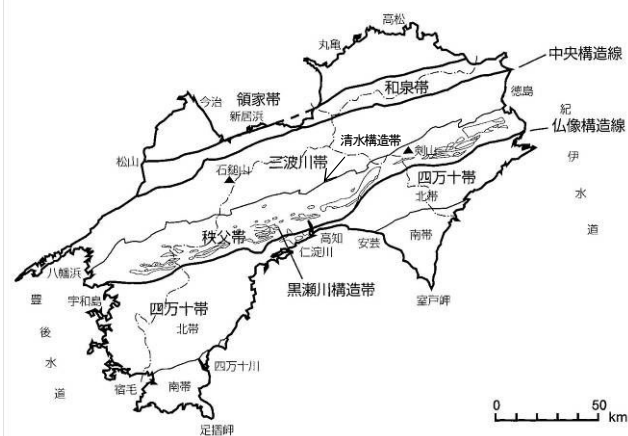 高松
丸亀
中央構造線
和泉帯
徳島
今治
領家帯
新居浜
紀
伊
水
道
仏像構造線
清水構造帯
剣山
松山
三波川帯
石鎚山
四万十帯
北帯
南帯
秩父帯
高知
安芸
仁淀川
八幡浜
黒瀬川構造帯
室戸岬
豊
後
水
道
宇和島
四万十帯
北帯
四万十川
宿毛
南帯
足摺岬
0 50
km